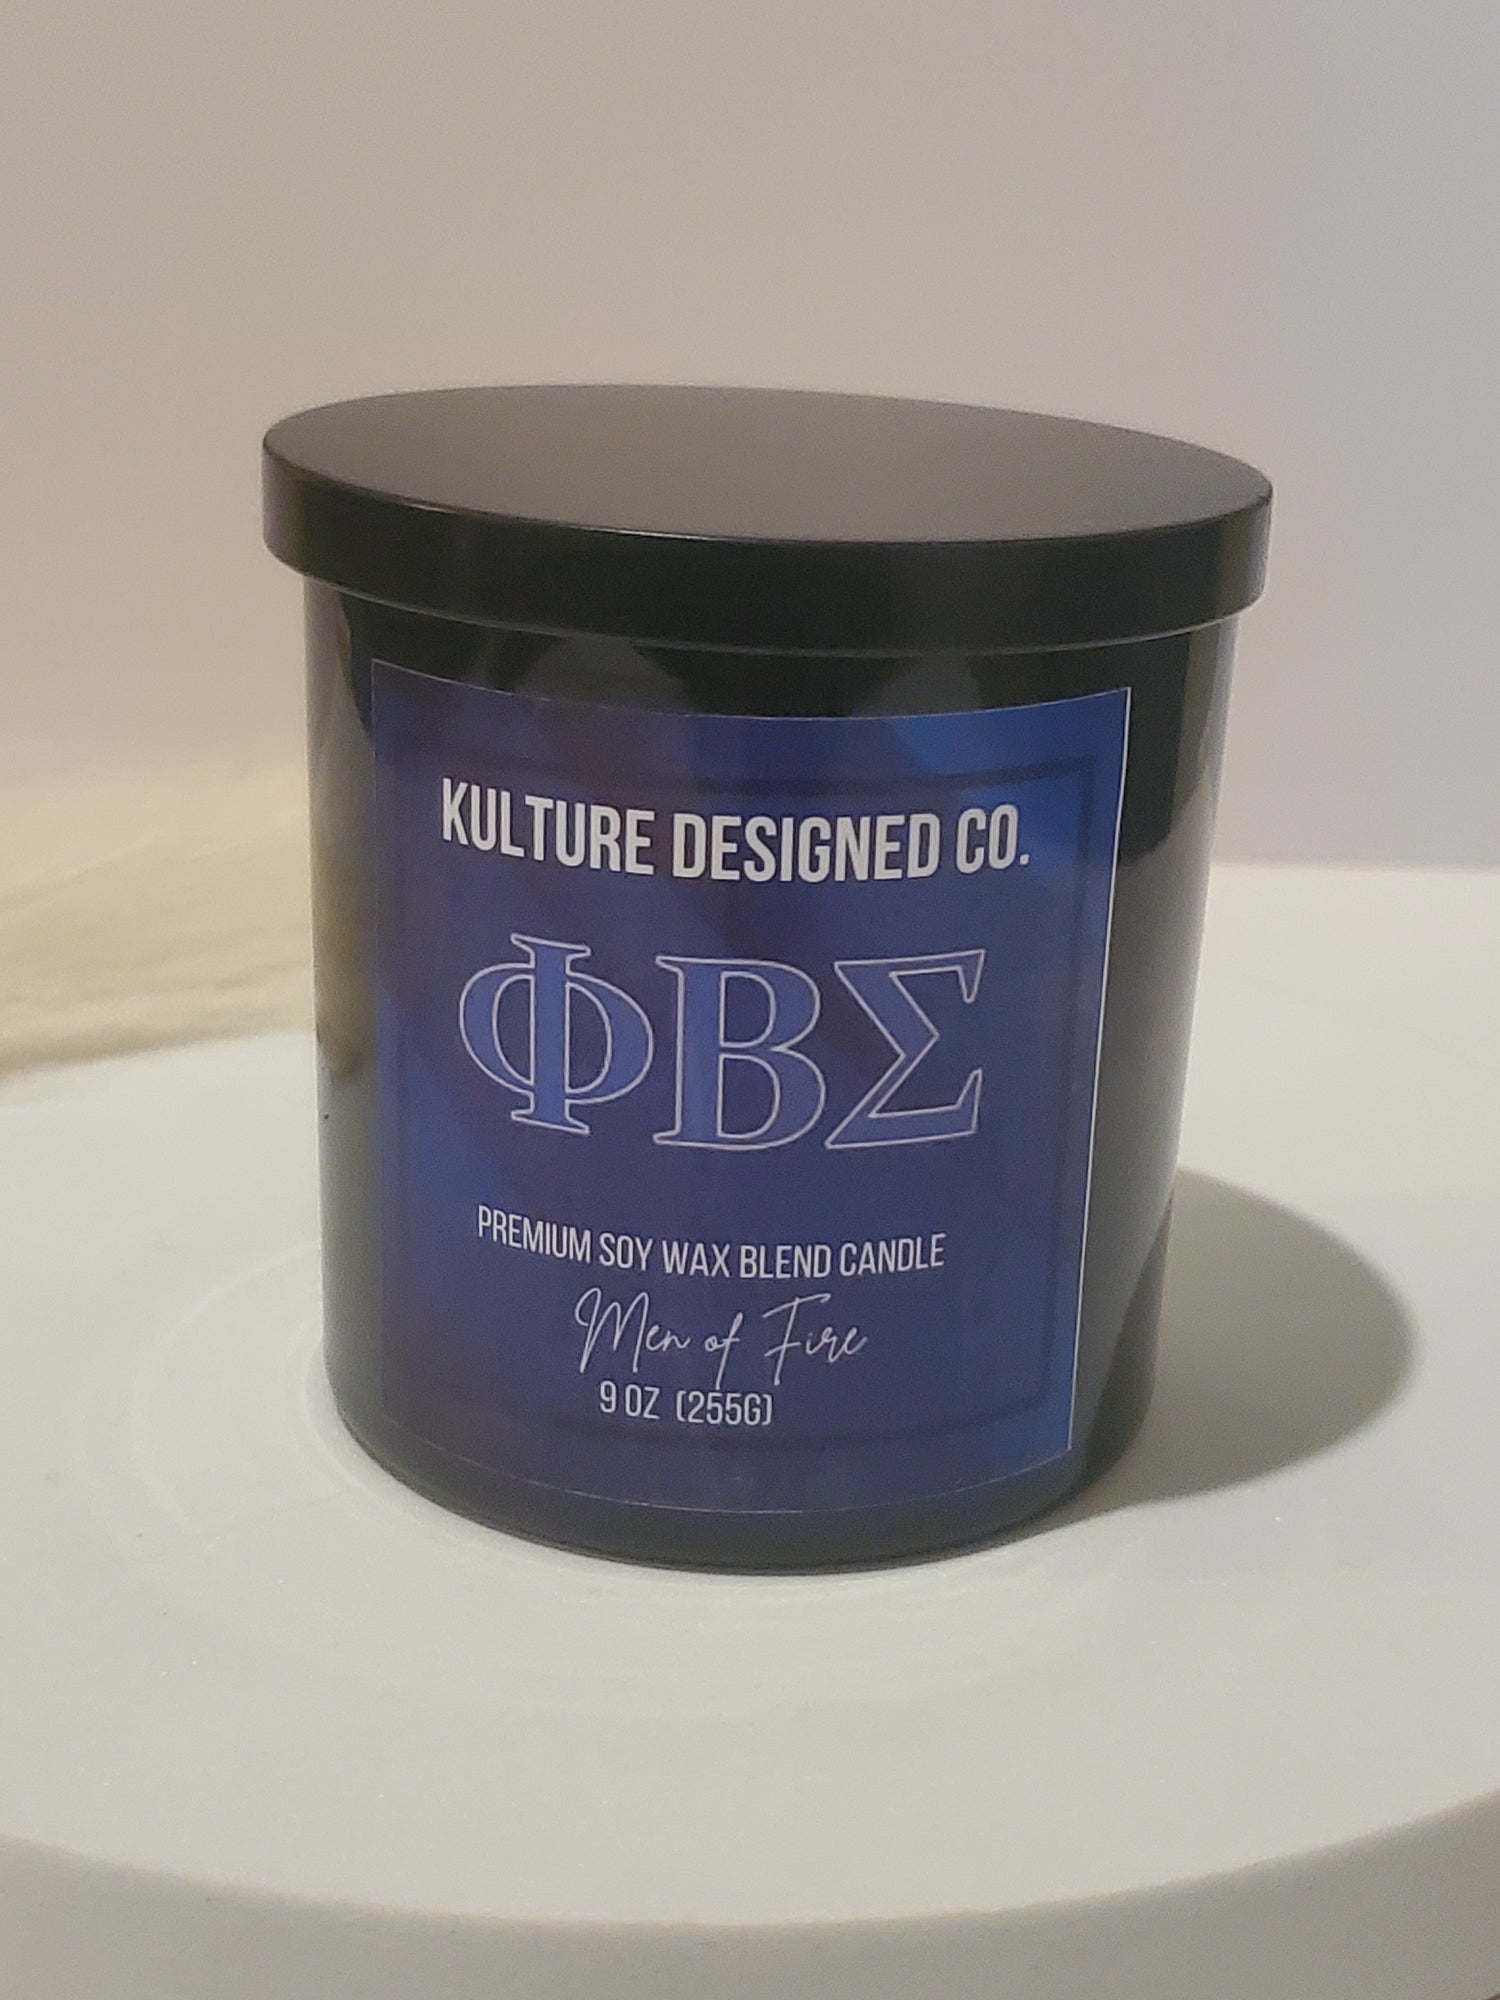 KULTURE DESIGNED CO.
ΦΒΣ
PREMIUM SOY WAX BLEND CANDLE
Men of Fire
9 OZ (255G)